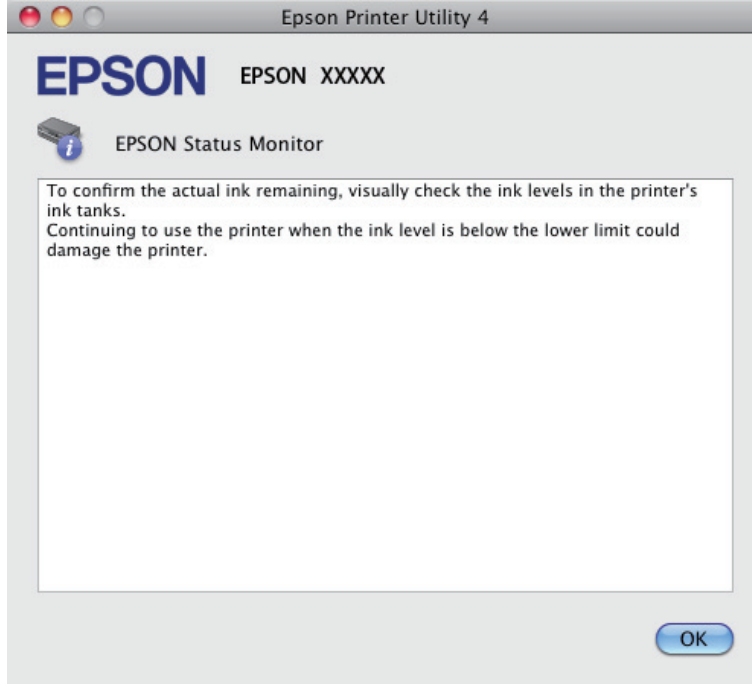 Epson Printer Utility 4
EPSON EPSON XXXXX
EPSON Status Monitor
To confirm the actual ink remaining, visually check the ink levels in the printer's
ink tanks.
Continuing to use the printer when the ink level is below the lower limit could
damage the printer.
OK